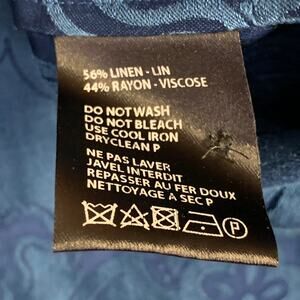 56% LINEN - LIN
44% RAYON - VISCOSE
DO NOT WASH
DO NOT BLEACH
USE COOL IRON
DRYCLEAN P
NE PAS LAVER
JAVEL INTERDIT
REPASSER AU FER DOUX
NETTOYAGE A SEC P
P